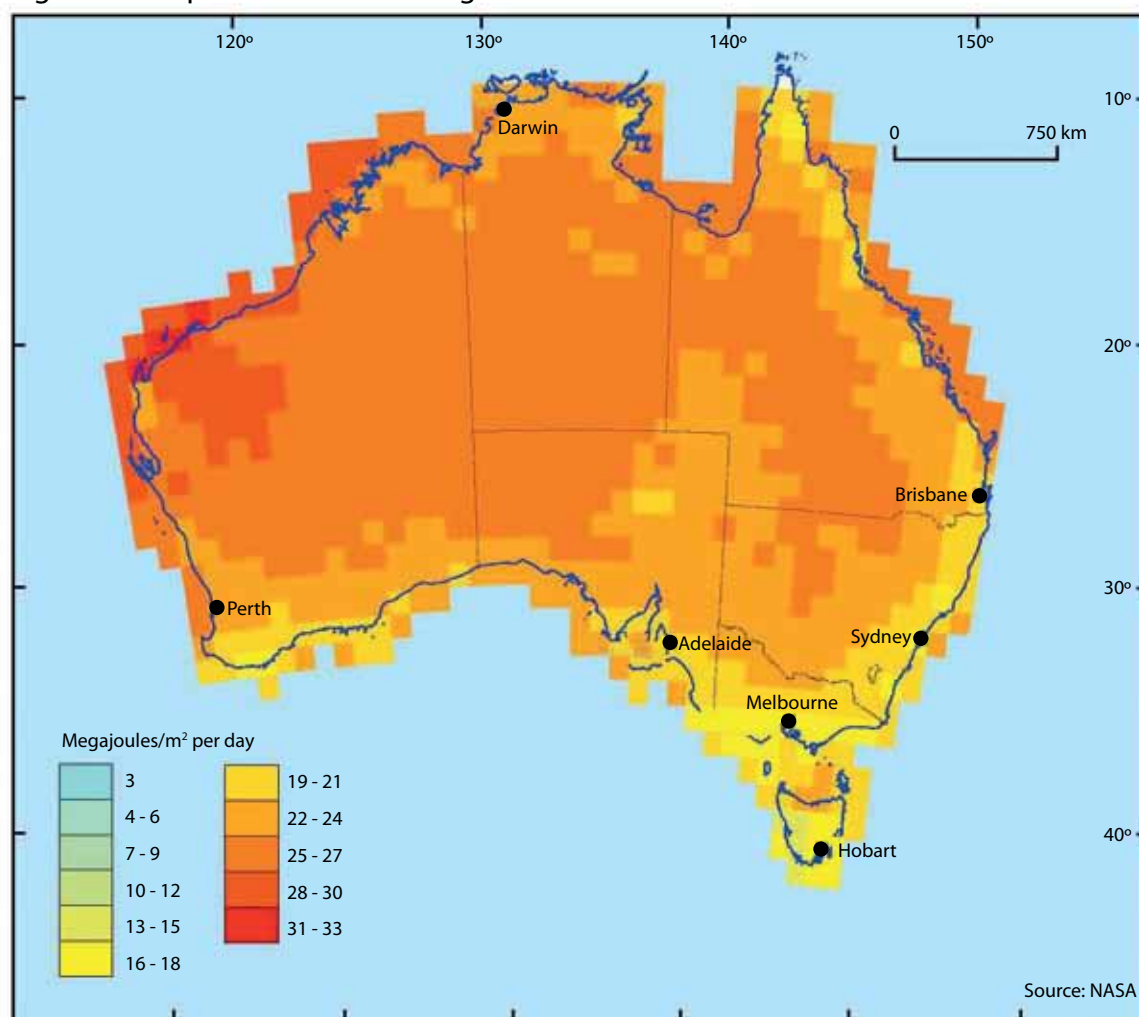 120º 130º 140º 150º
10º
Darwin
0 750 km
20º
Brisbane
30º
Perth
Sydney
Adelaide
Melbourne
Megajoules/m² per day
3
4 - 6
7 - 9
10 - 12
13 - 15
16 - 18
19 - 21
22 - 24
25 - 27
28 - 30
31 - 33
40º
Hobart
Source: NASA